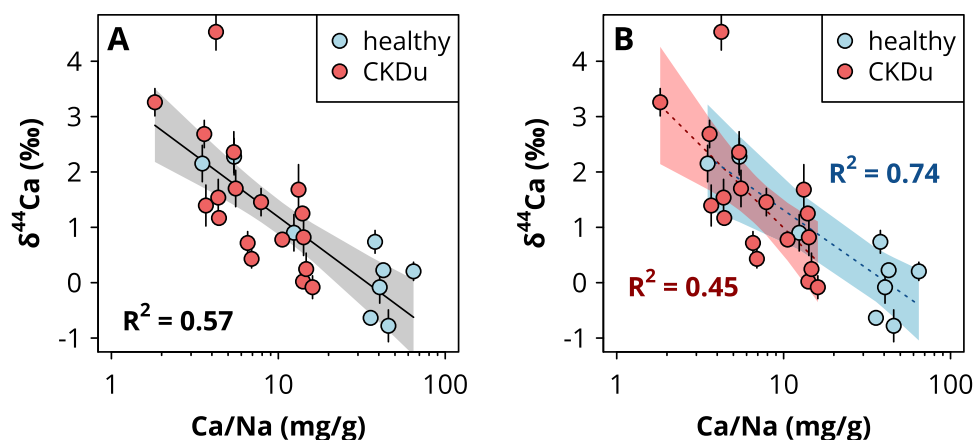 A
healthy
CKDu
4
3
2
1
0
-1
δ⁴⁴Ca (‰)
R² = 0.57
1 10 100
Ca/Na (mg/g)
B
healthy
CKDu
4
3
2
1
0
-1
δ⁴⁴Ca (‰)
R² = 0.74
R² = 0.45
1 10 100
Ca/Na (mg/g)